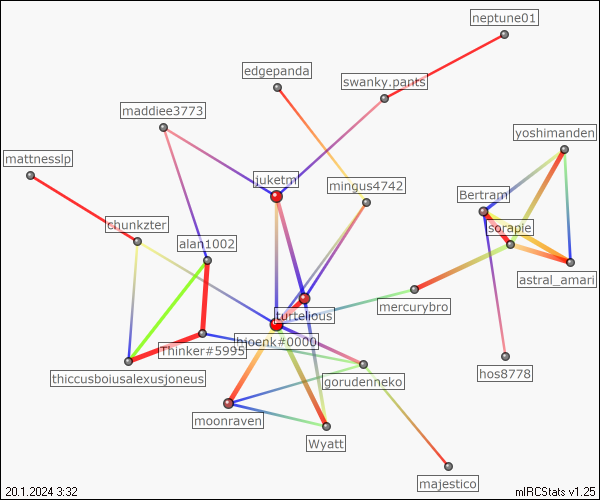 neptune01
edgepanda
swanky.pants
maddiee3773
yoshimanden
mattnesslp
juketm
mingus4742
Bertram
chunkzter
sorapie
alan1002
astral_amari
mercurybro
turtelious
bioenk#0000
Thinker#5995
thiccusboiusalexusjoneus
gorudenneko
hos8778
moonraven
Wyatt
majestico
20.1.2024 3:32
mIRCStats v1.25